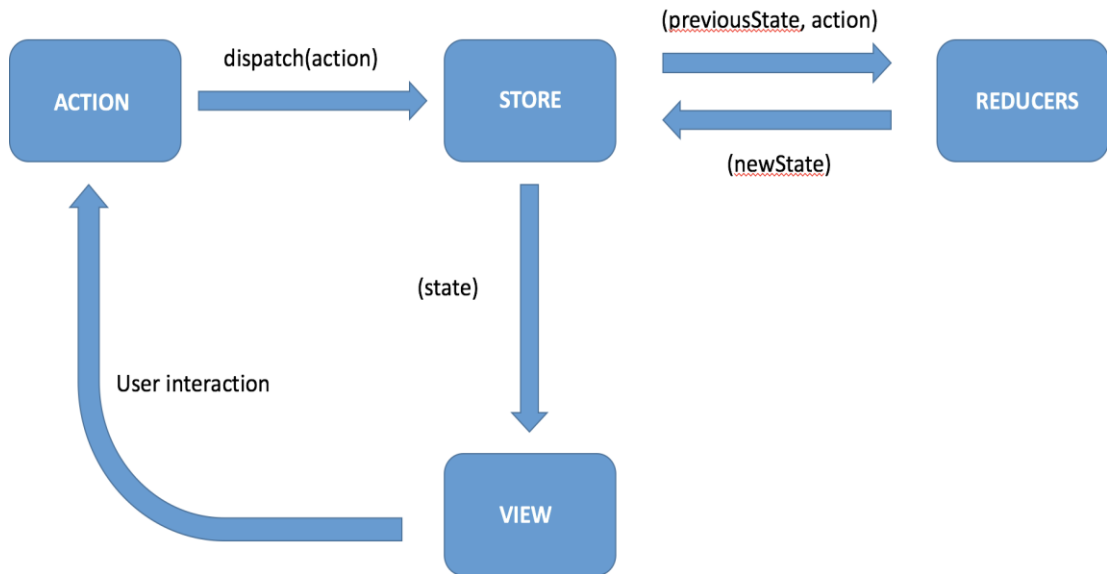 (previousState, action)
dispatch(action)
ACTION
STORE
REDUCERS
(newState)
(state)
User interaction
VIEW